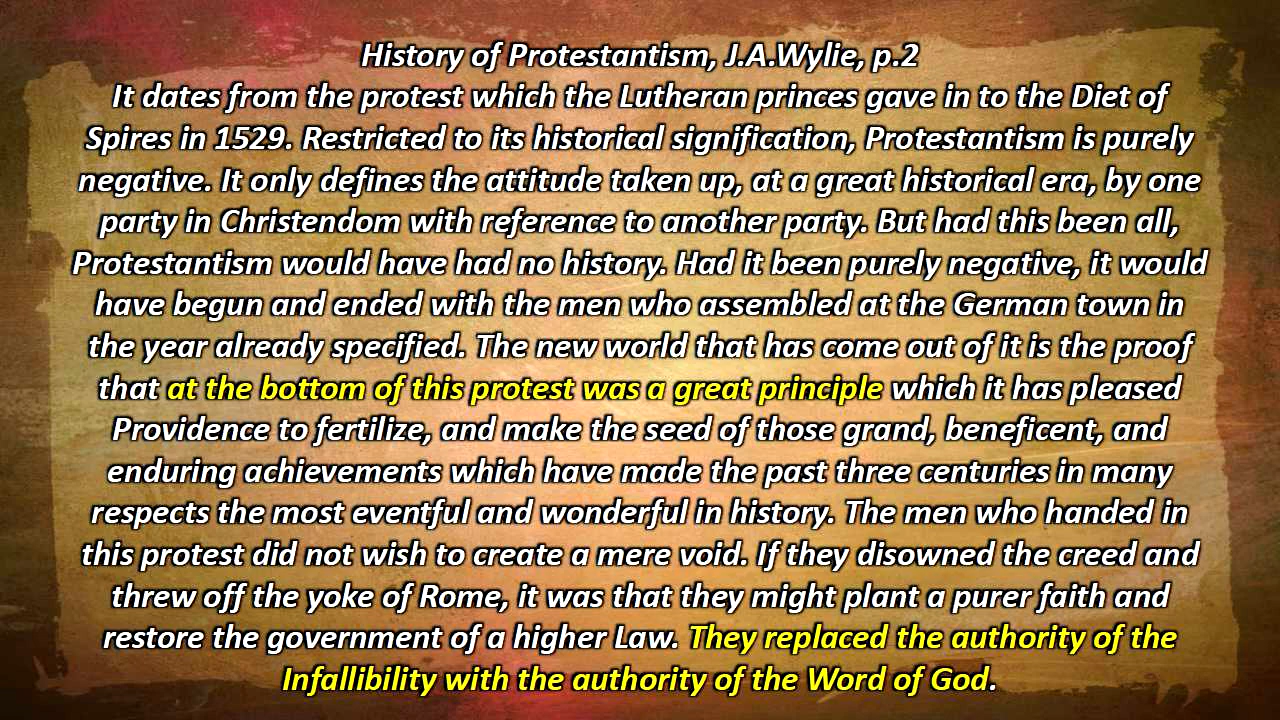 History of Protestantism, J.A.Wylie, p.2
It dates from the protest which the Lutheran princes gave in to the Diet of
Spires in 1529. Restricted to its historical signification, Protestantism is purely
negative. It only defines the attitude taken up, at a great historical era, by one
party in Christendom with reference to another party. But had this been all,
Protestantism would have had no history. Had it been purely negative, it would
have begun and ended with the men who assembled at the German town in
the year already specified. The new world that has come out of it is the proof
that at the bottom of this protest was a great principle which it has pleased
Providence to fertilize, and make the seed of those grand, beneficent, and
enduring achievements which have made the past three centuries in many
respects the most eventful and wonderful in history. The men who handed in
this protest did not wish to create a mere void. If they disowned the creed and
threw off the yoke of Rome, it was that they might plant a purer faith and
restore the government of a higher Law. They replaced the authority of the
Infallibility with the authority of the Word of God.